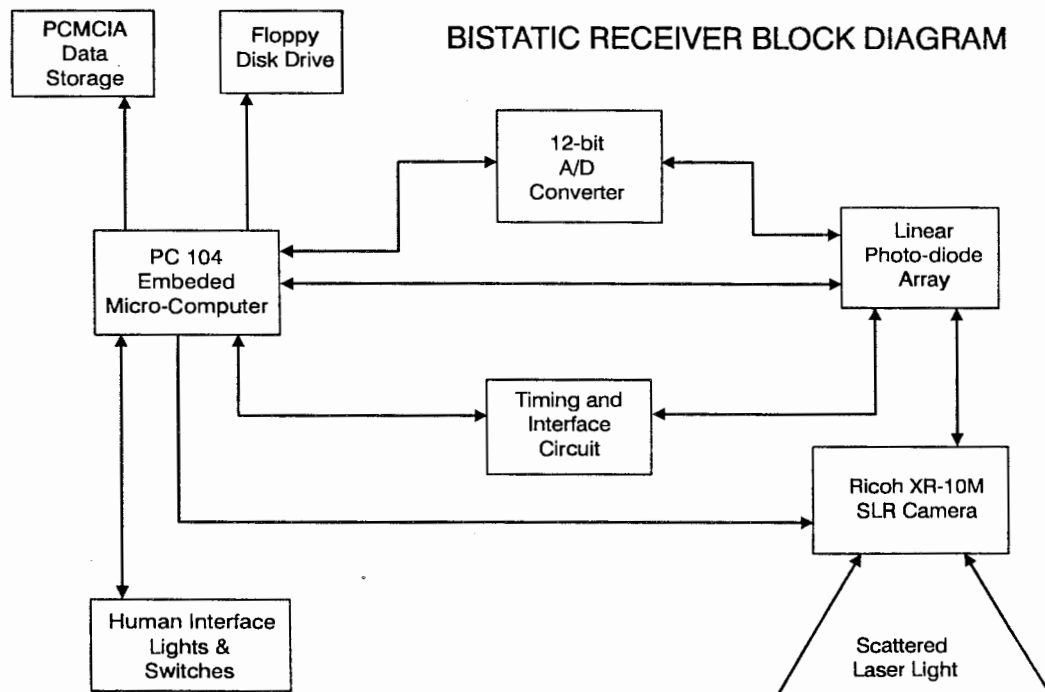 PCMCIA
Data
Storage
Floppy
Disk Drive
BISTATIC RECEIVER BLOCK DIAGRAM
12-bit
A/D
Converter
PC 104
Embeded
Micro-Computer
Linear
Photo-diode
Array
Timing and
Interface
Circuit
Ricoh XR-10M
SLR Camera
Human Interface
Lights &
Switches
Scattered
Laser Light